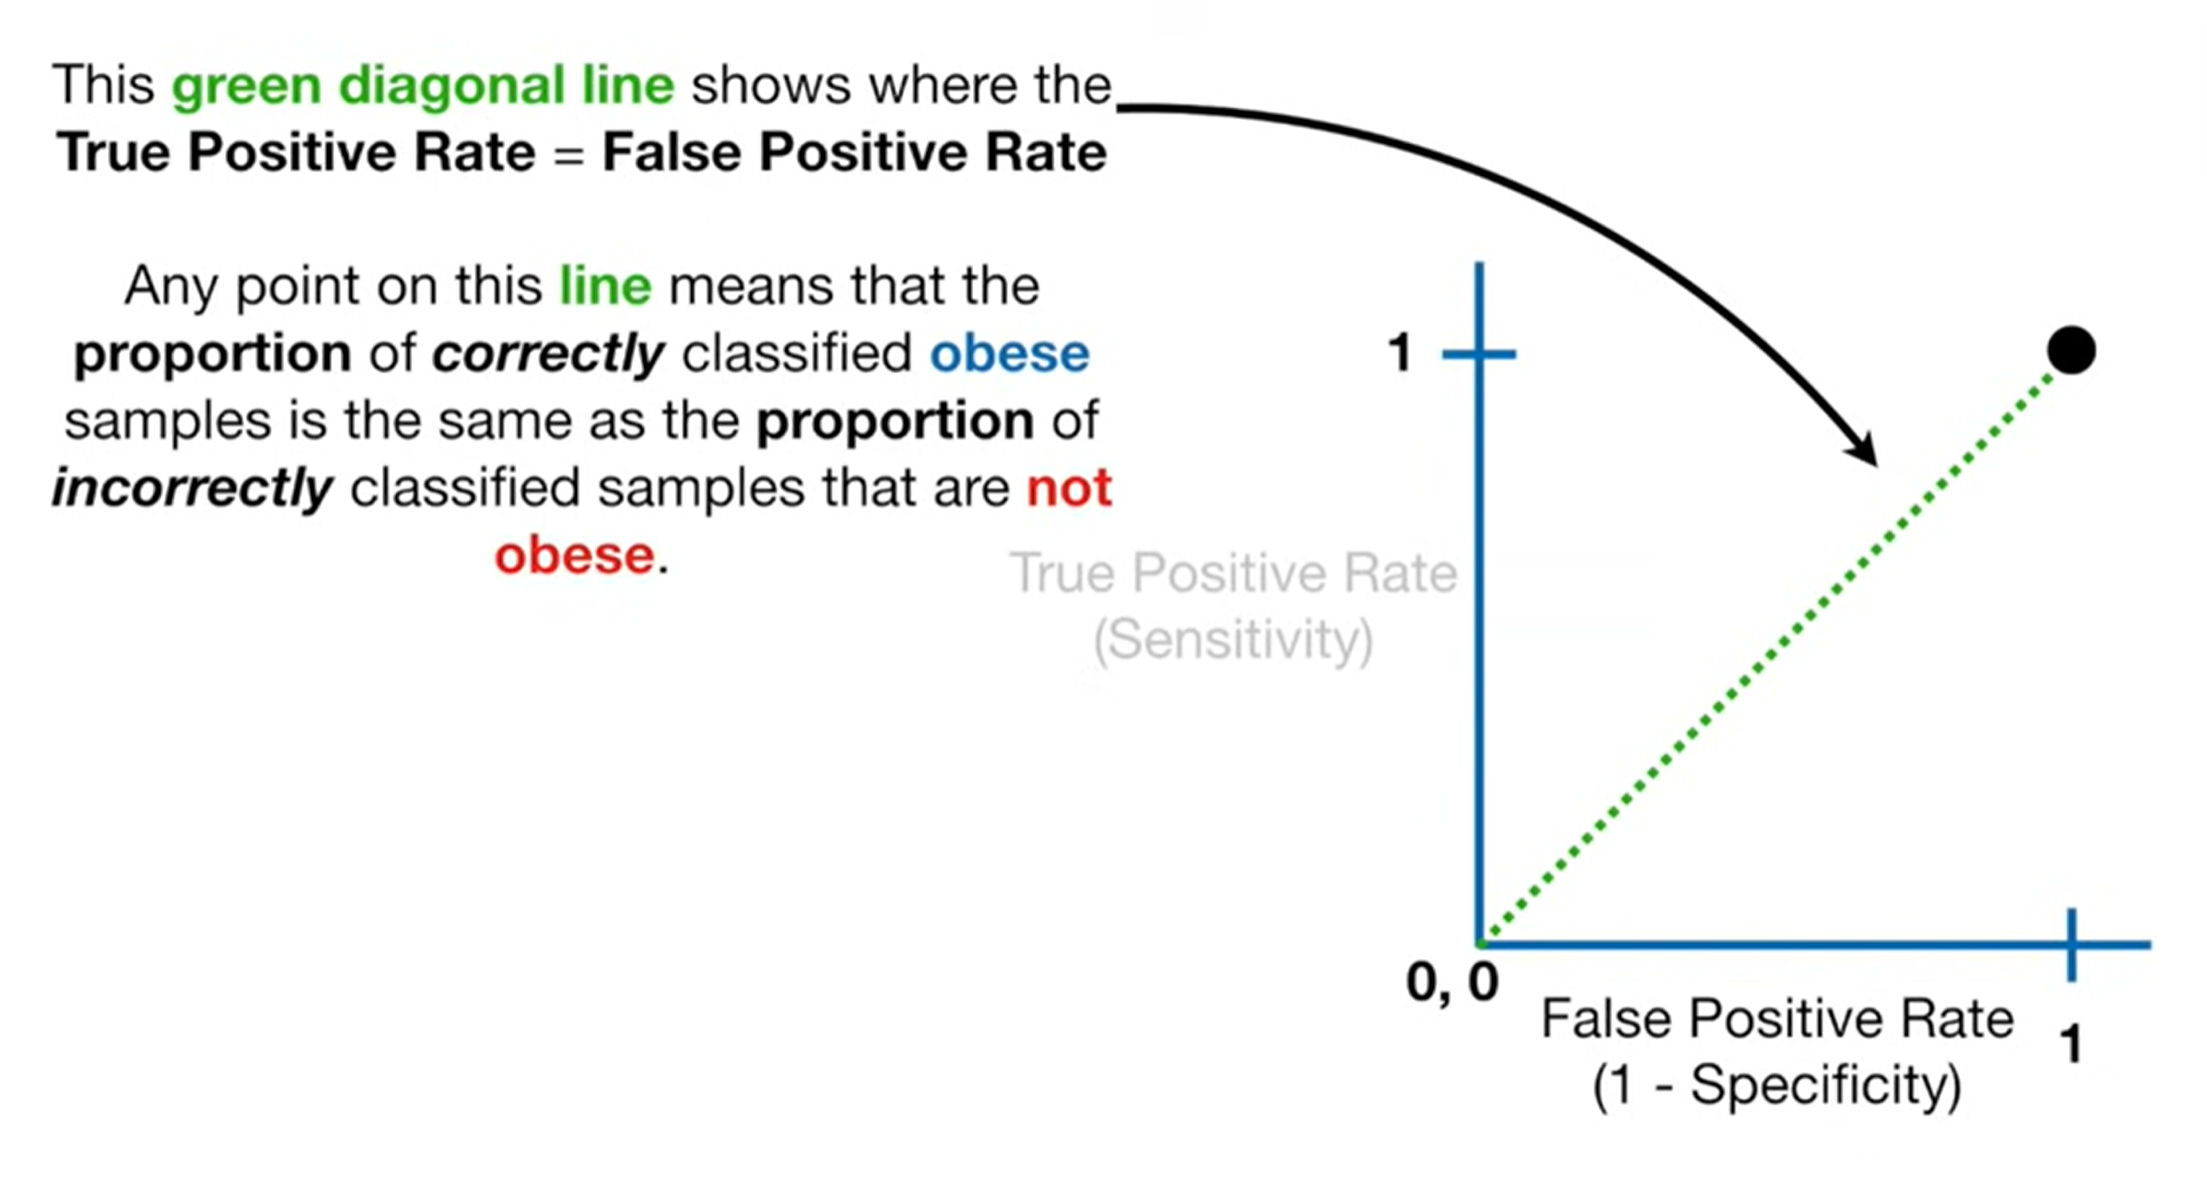 This green diagonal line shows where the
True Positive Rate = False Positive Rate
Any point on this line means that the
proportion of correctly classified obese
samples is the same as the proportion of
incorrectly classified samples that are not
obese.
1
True Positive Rate
(Sensitivity)
0, 0
False Positive Rate
(1 - Specificity)
1